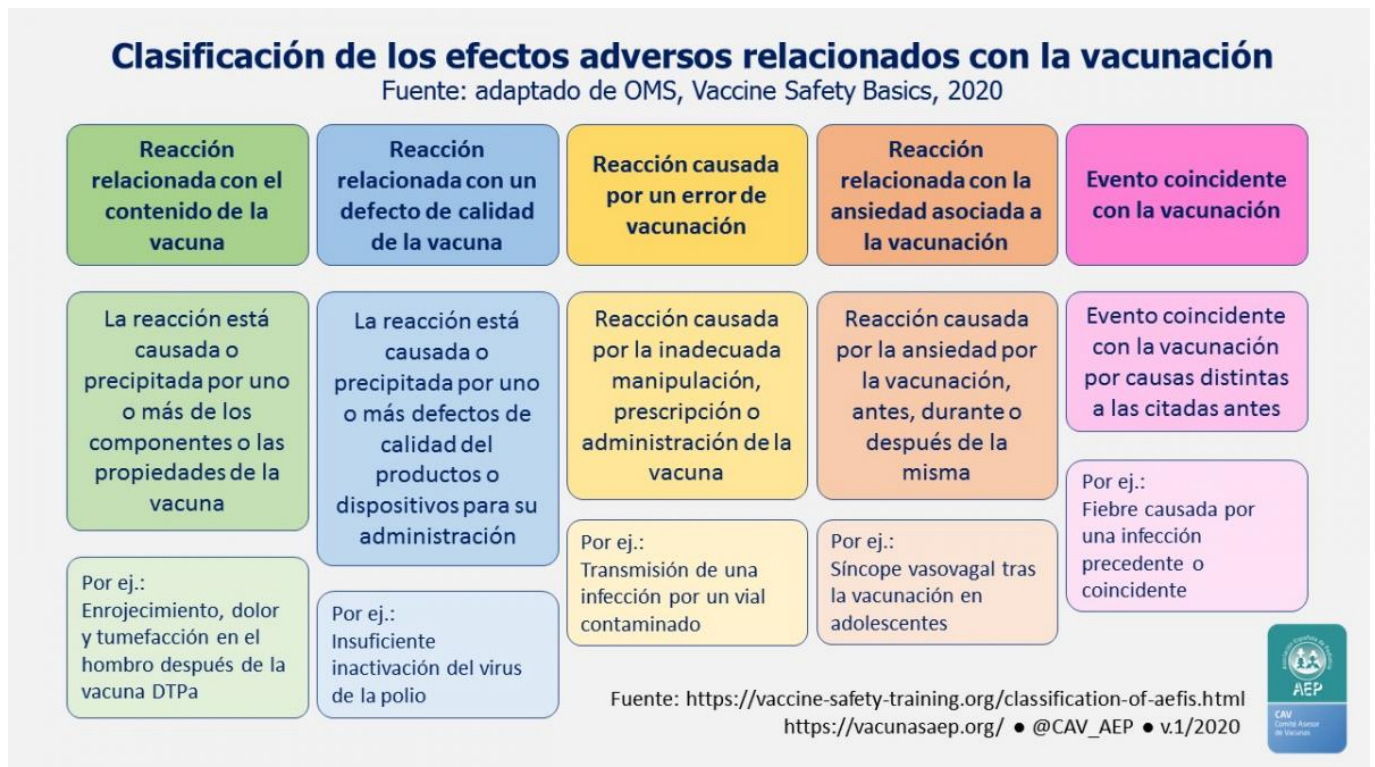 Clasificación de los efectos adversos relacionados con la vacunación
Fuente: adaptado de OMS, Vaccine Safety Basics, 2020
Reacción
relacionada con el
contenido de la
vacuna
La reacción está
causada o
precipitada por uno
o más de los
componentes o las
propiedades de la
vacuna
Por ej.:
Enrojecimiento, dolor
y tumefacción en el
hombro después de la
vacuna DTPa
Reacción
relacionada con un
defecto de calidad
de la vacuna
La reacción está
causada o
precipitada por uno
o más defectos de
calidad del
productos o
dispositivos para su
administración
Por ej.:
Insuficiente
inactivación del virus
de la polio
Reacción causada
por un error de
vacunación
Reacción causada
por la inadecuada
manipulación,
prescripción o
administración de la
vacuna
Por ej.:
Transmisión de una
infección por un vial
contaminado
Reacción
relacionada con la
ansiedad asociada a
la vacunación
Reacción causada
por la ansiedad por
la vacunación,
antes, durante o
después de la
misma
Por ej.:
Síncope vasovagal tras
la vacunación en
adolescentes
Evento coincidente
con la vacunación
Evento coincidente
con la vacunación
por causas distintas
a las citadas antes
Por ej.:
Fiebre causada por
una infección
precedente o
coincidente
Fuente: https://vaccine-safety-training.org/classification-of-aefis.html
https://vacunasaep.org/ ● @CAV_AEP ● v.1/2020
AEP
CAV
Comité Asesor
de Vacunas